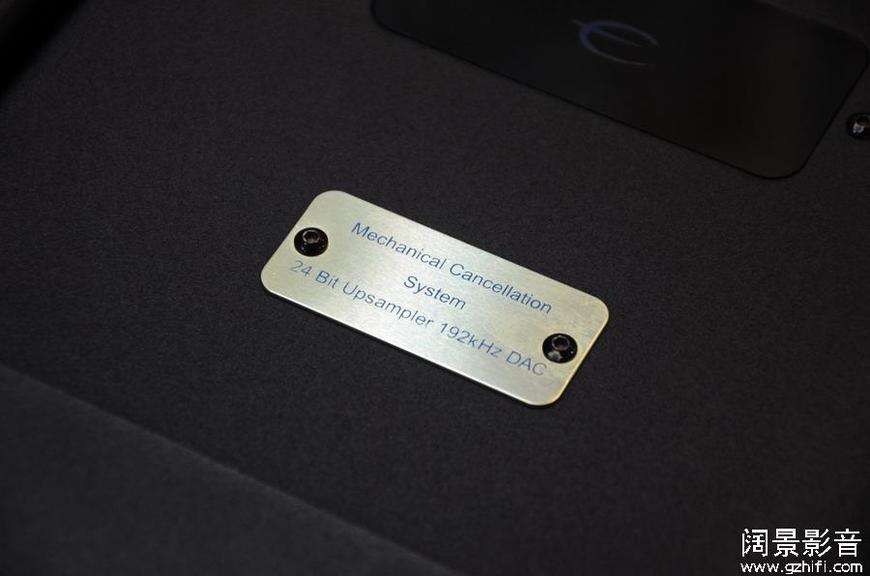 Mechanical Cancellation
System
24 Bit Upsampler 192kHz DAC
阔景影音
www.gzhifi.com